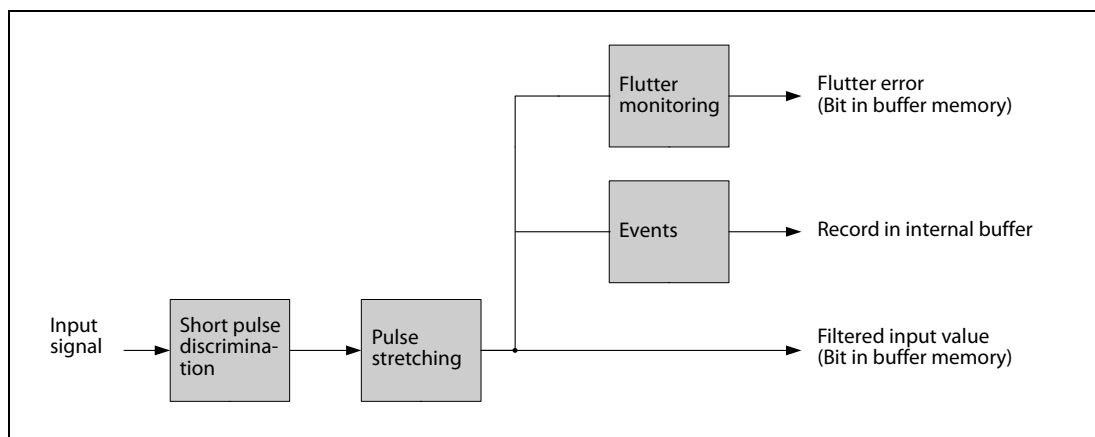 Flutter
monitoring
Flutter error
(Bit in buffer memory)
Events
Record in internal buffer
Input
signal
Short pulse
discrimina-
tion
Pulse
stretching
Filtered input value
(Bit in buffer memory)